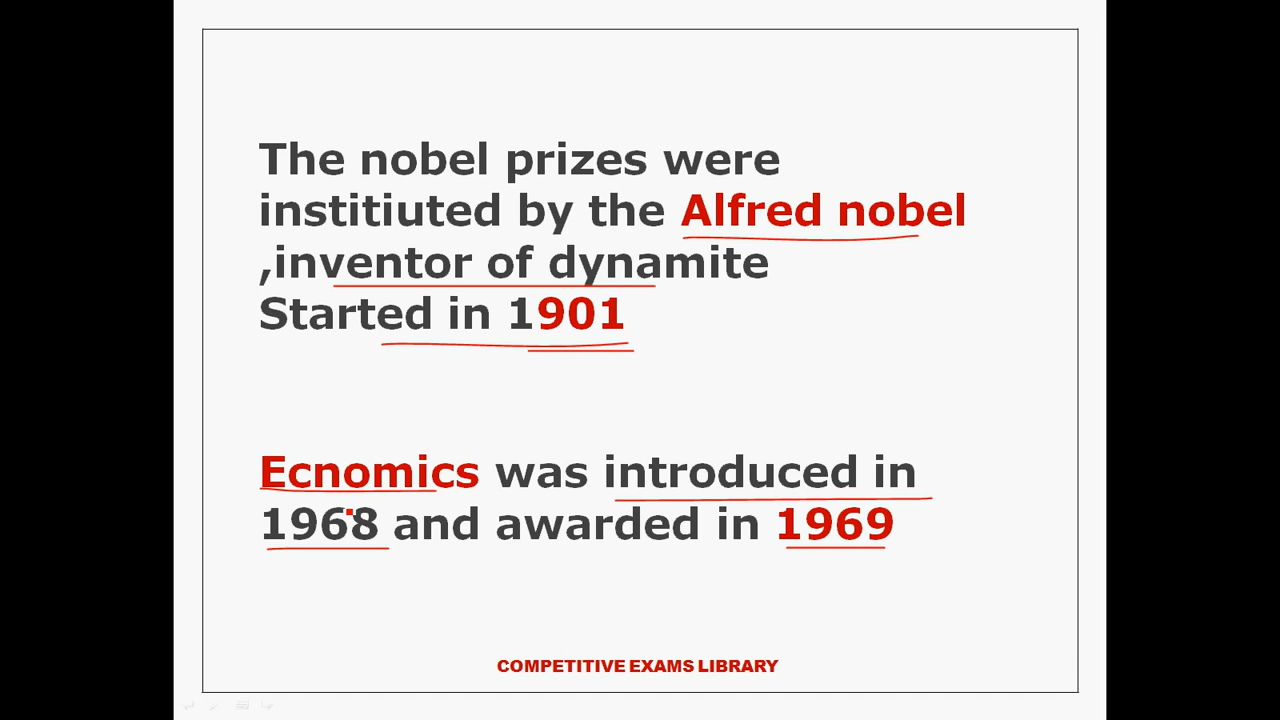 The nobel prizes were
institiuted by the Alfred nobel
,inventor of dynamite
Started in 1901
Ecnomics was introduced in
1968 and awarded in 1969
COMPETITIVE EXAMS LIBRARY